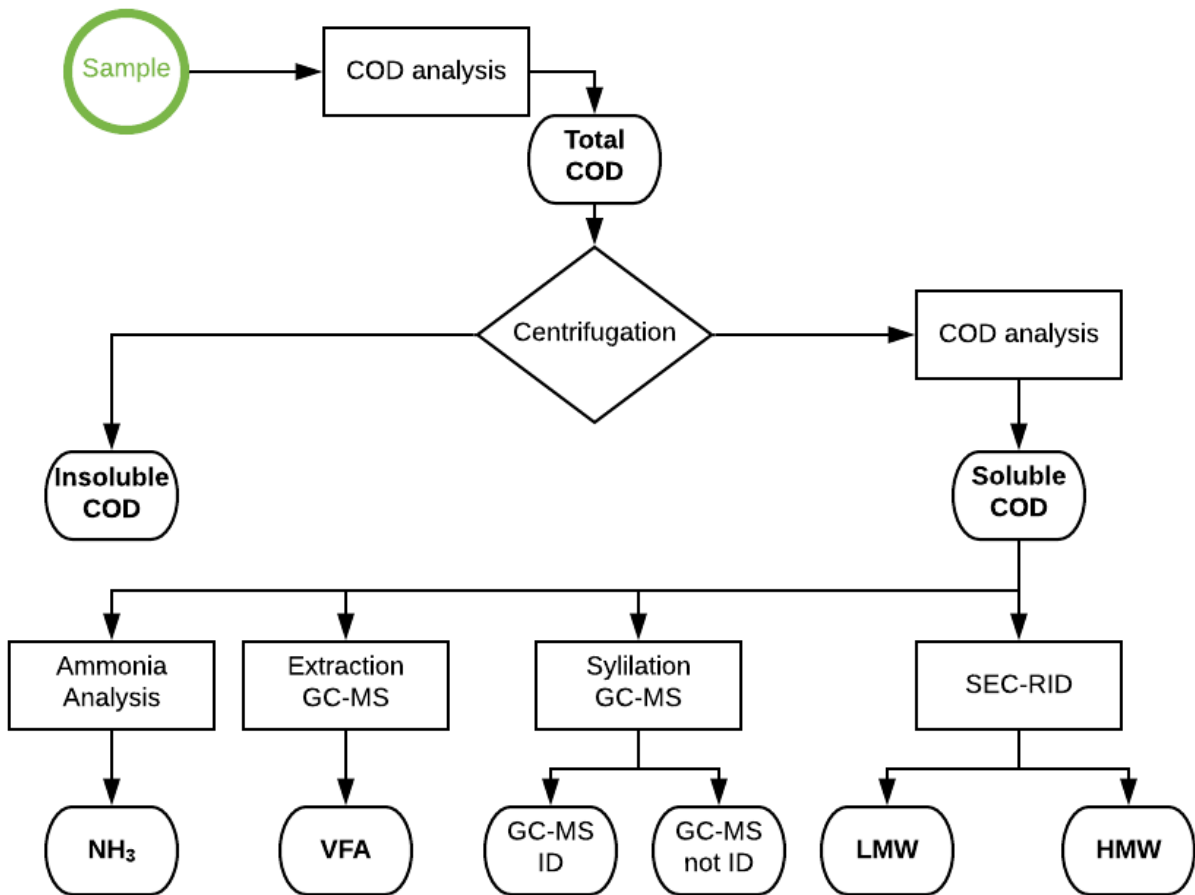 Sample
COD analysis
Total
COD
Centrifugation
COD analysis
Insoluble
COD
Soluble
COD
Ammonia
Analysis
Extraction
GC-MS
Sylilation
GC-MS
SEC-RID
NH₃
VFA
GC-MS
ID
GC-MS
not ID
LMW
HMW